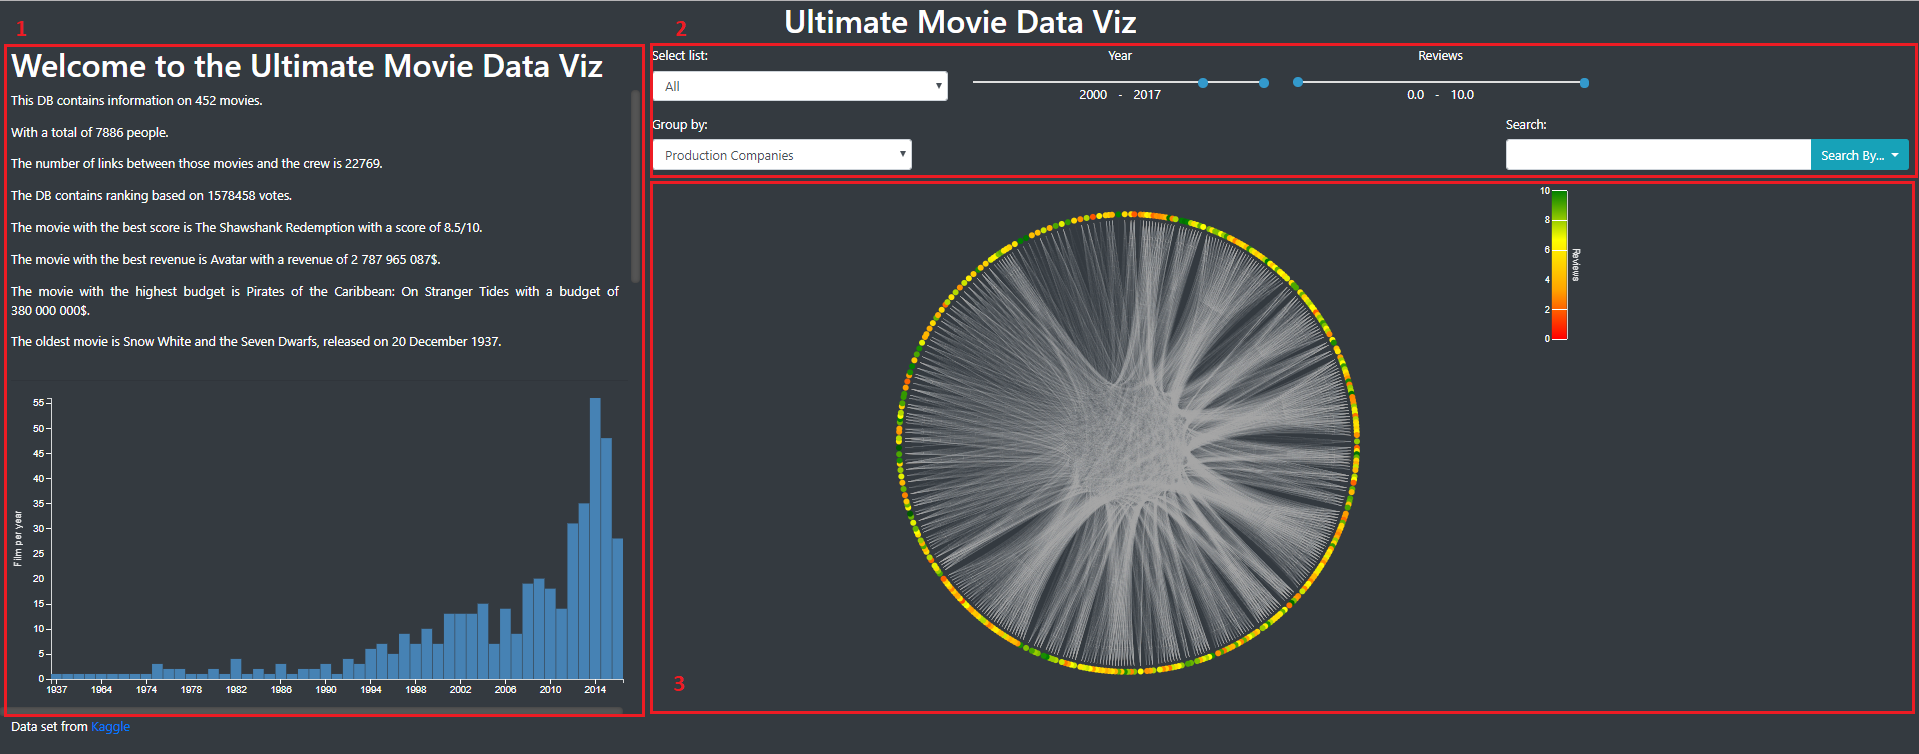 Ultimate Movie Data Viz
1
Welcome to the Ultimate Movie Data Viz
This DB contains information on 452 movies.
With a total of 7886 people.
The number of links between those movies and the crew is 22769.
The DB contains ranking based on 1578458 votes.
The movie with the best score is The Shawshank Redemption with a score of 8.5/10.
The movie with the best revenue is Avatar with a revenue of 2 787 965 087$.
The movie with the highest budget is Pirates of the Caribbean: On Stranger Tides with a budget of
380 000 000$.
The oldest movie is Snow White and the Seven Dwarfs, released on 20 December 1937.
Film per year
55
50
45
40
35
30
25
20
15
10
5
0
1937 1964 1974 1978 1982 1986 1990 1994 1998 2002 2006 2010 2014
Data set from Kaggle
2
Select list:
All
Year
2000 - 2017
Reviews
0.0 - 10.0
Group by:
Production Companies
Search:
Search By...
3
10
8
6
4
2
0
Reviews